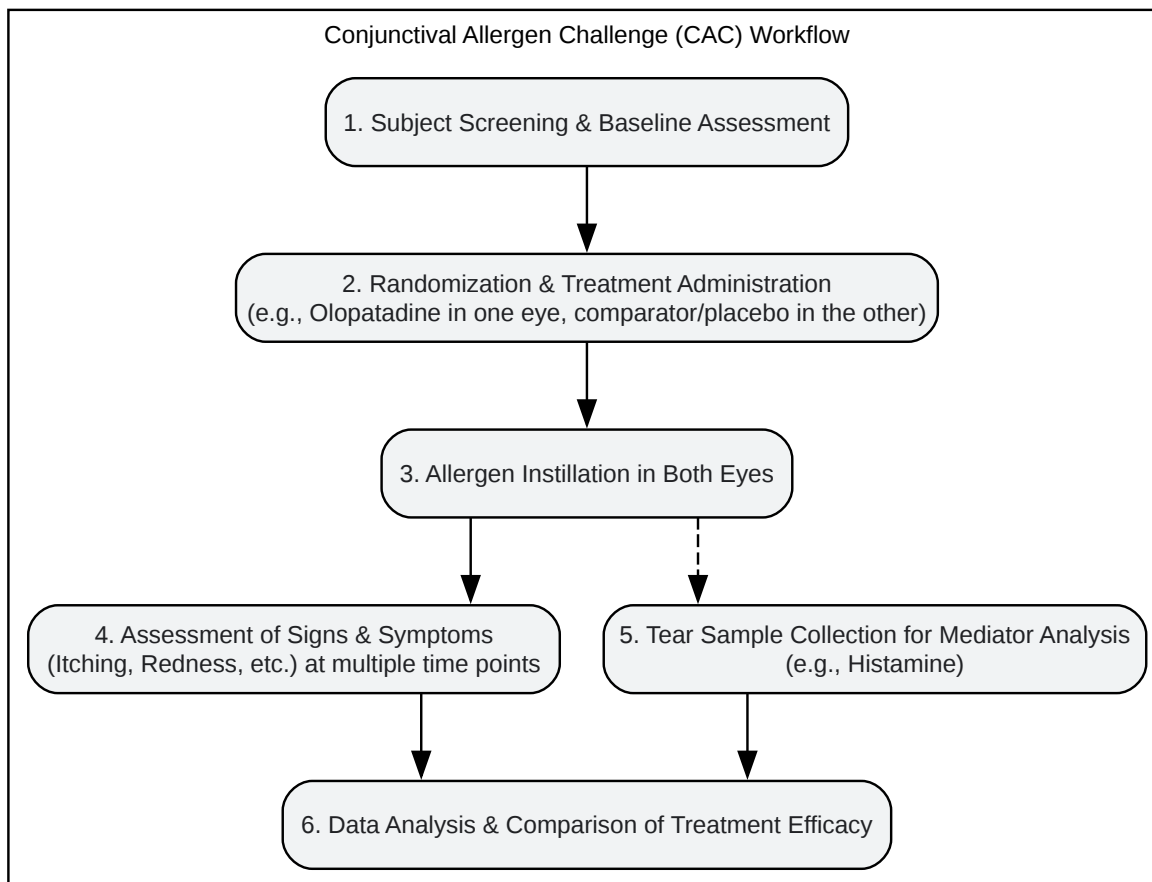 Conjunctival Allergen Challenge (CAC) Workflow
1. Subject Screening & Baseline Assessment
2. Randomization & Treatment Administration
(e.g., Olopatadine in one eye, comparator/placebo in the other)
3. Allergen Instillation in Both Eyes
4. Assessment of Signs & Symptoms
(Itching, Redness, etc.) at multiple time points
5. Tear Sample Collection for Mediator Analysis
(e.g., Histamine)
6. Data Analysis & Comparison of Treatment Efficacy